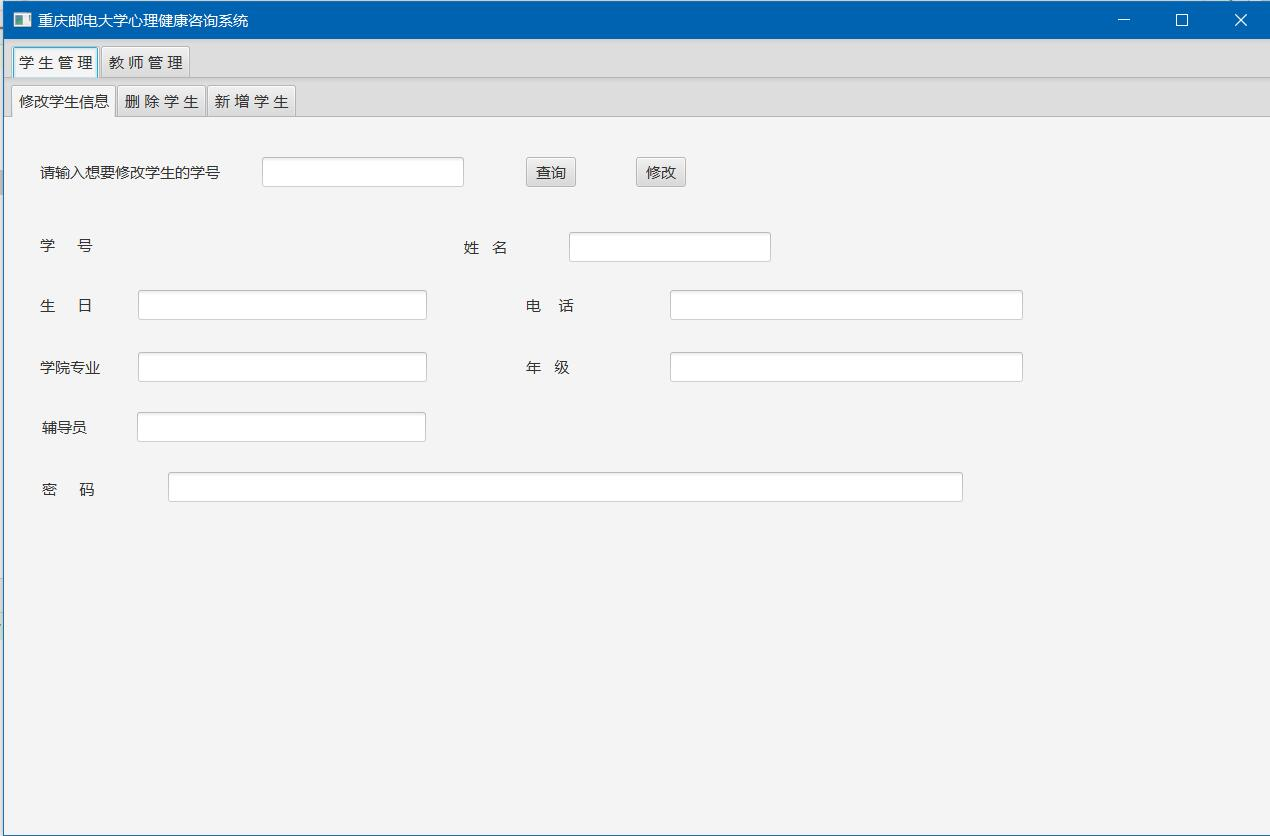 重庆邮电大学心理健康咨询系统
学 生 管 理 教 师 管 理
修改学生信息 删 除 学 生 新 增 学 生
请输入想要修改学生的学号 查询 修改
学 号 姓 名
生 日 电 话
学院专业 年 级
辅导员
密 码